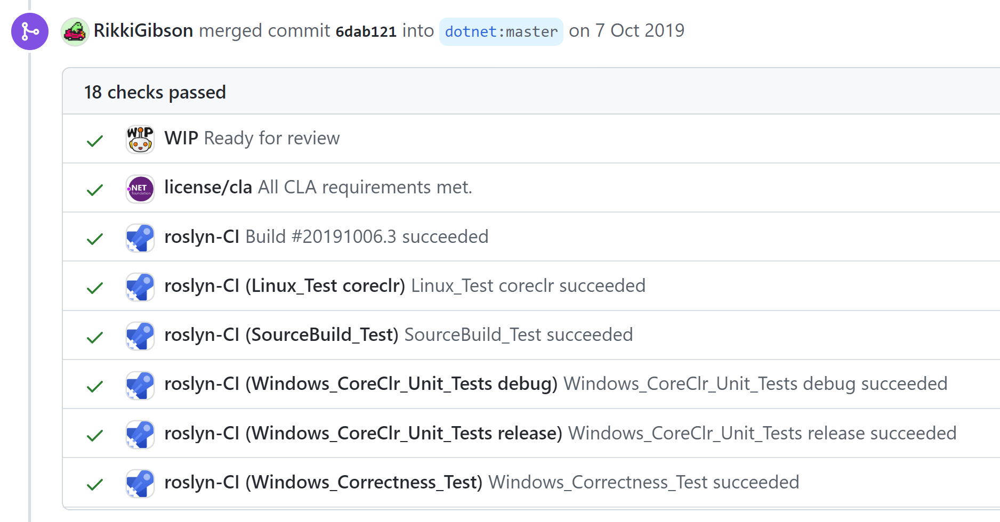 RikkiGibson merged commit 6dab121 into dotnet:master on 7 Oct 2019
18 checks passed
WIP
WIP Ready for review
NET
foundation
license/cla All CLA requirements met.
roslyn-CI Build #20191006.3 succeeded
roslyn-CI (Linux_Test coreclr) Linux_Test coreclr succeeded
roslyn-CI (SourceBuild_Test) SourceBuild_Test succeeded
roslyn-CI (Windows_CoreClr_Unit_Tests debug) Windows_CoreClr_Unit_Tests debug succeeded
roslyn-CI (Windows_CoreClr_Unit_Tests release) Windows_CoreClr_Unit_Tests release succeeded
roslyn-CI (Windows_Correctness_Test) Windows_Correctness_Test succeeded